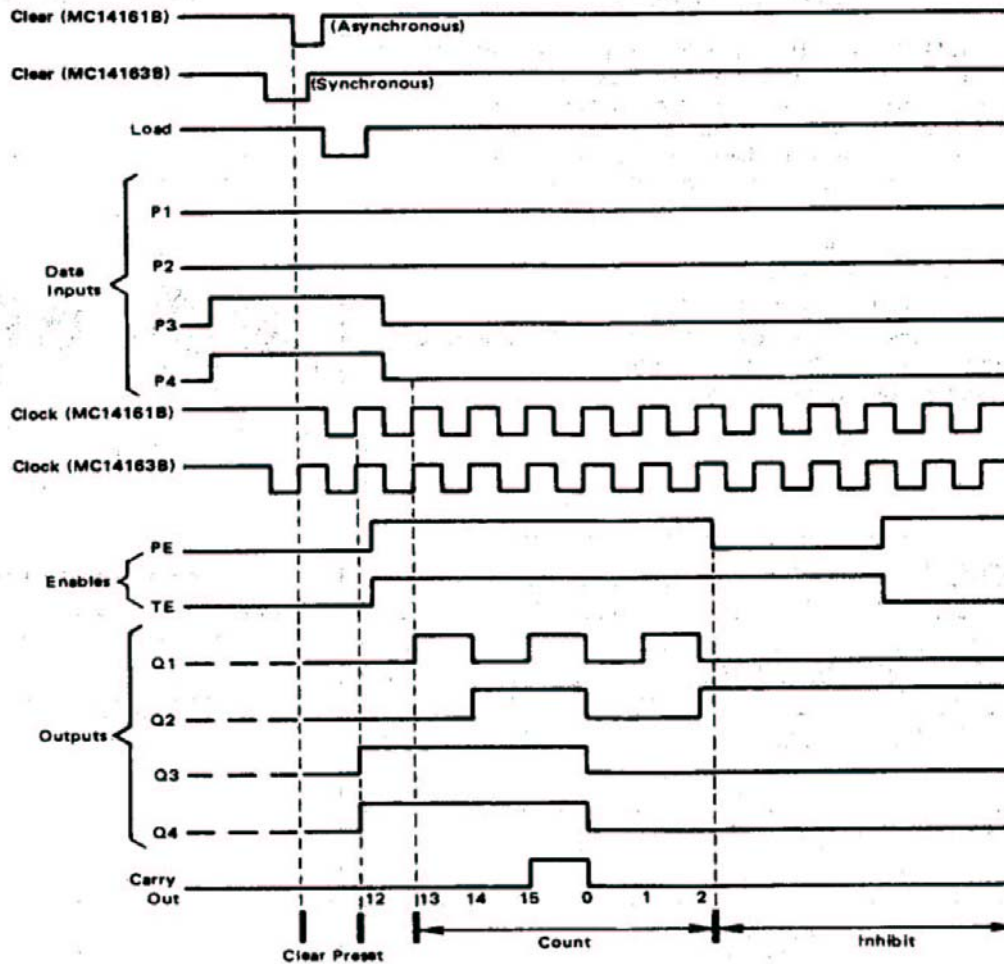 Clear (MC14161B)
(Asynchronous)
Clear (MC14163B)
(Synchronous)
Load
P1
P2
Data
Inputs
P3
P4
Clock (MC14161B)
Clock (MC14163B)
PE
Enables
TE
Q1
Q2
Outputs
Q3
Q4
Carry
Out
12 13 14 15 0 1 2
Clear Preset
Count
Inhibit